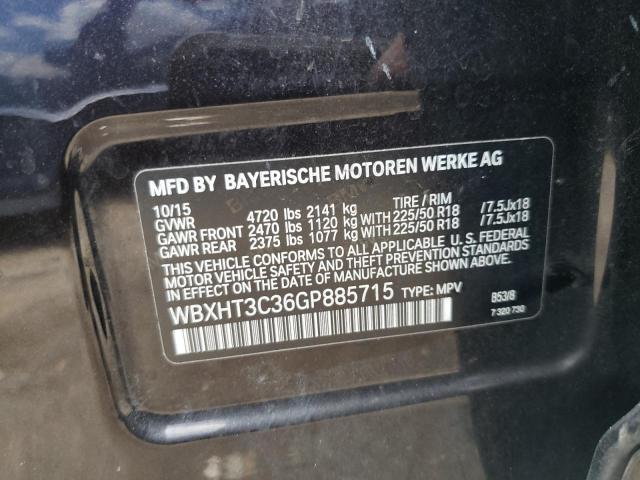 MFD BY BAYERISCHE MOTOREN WERKE AG
10/15 TIRE / RIM
GVWR 4720 lbs 2141 kg
GAWR FRONT 2470 lbs 1120 kg WITH 225/50 R18 /7.5Jx18
GAWR REAR 2375 lbs 1077 kg WITH 225/50 R18 /7.5Jx18
THIS VEHICLE CONFORMS TO ALL APPLICABLE U. S. FEDERAL
MOTOR VEHICLE SAFETY BUMPER AND THEFT PREVENTION STANDARDS
IN EFFECT ON THE DATE OF MANUFACTURE SHOWN ABOVE.
WBXHT3C36GP885715 TYPE: MPV
B53/8
7 320 730